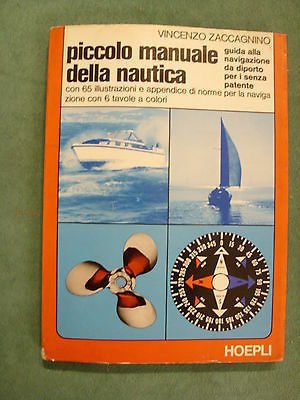 VINCENZO ZACCAGNINO
piccolo manuale
della nautica
guida alla
navigazione
da diporto
per i senza
patente
con 65 illustrazioni e appendice di norme per la naviga
zione con 6 tavole a colori
HOEPLI